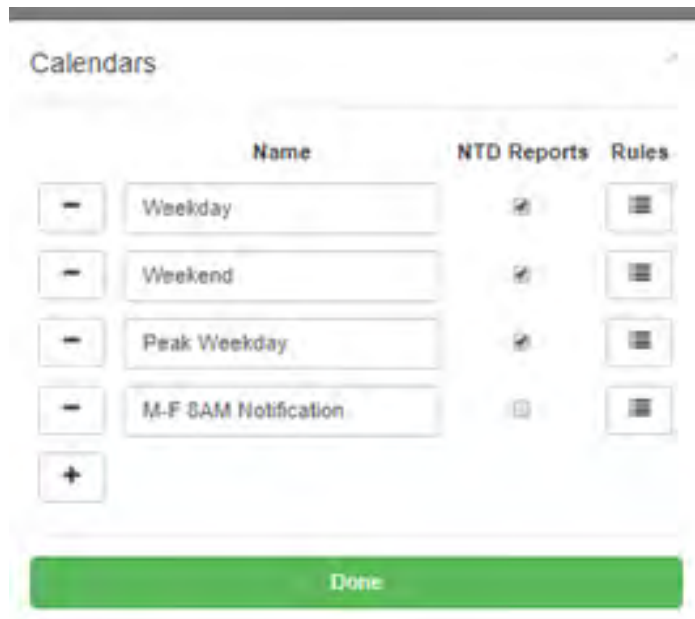 Calendars
Name NTD Reports Rules
Weekday
Weekend
Peak Weekday
M-F 8AM Notification
Done